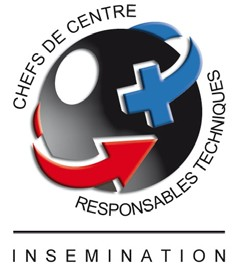 CHEFS DE CENTRE
RESPONSABLES TECHNIQUES
INSEMINATION